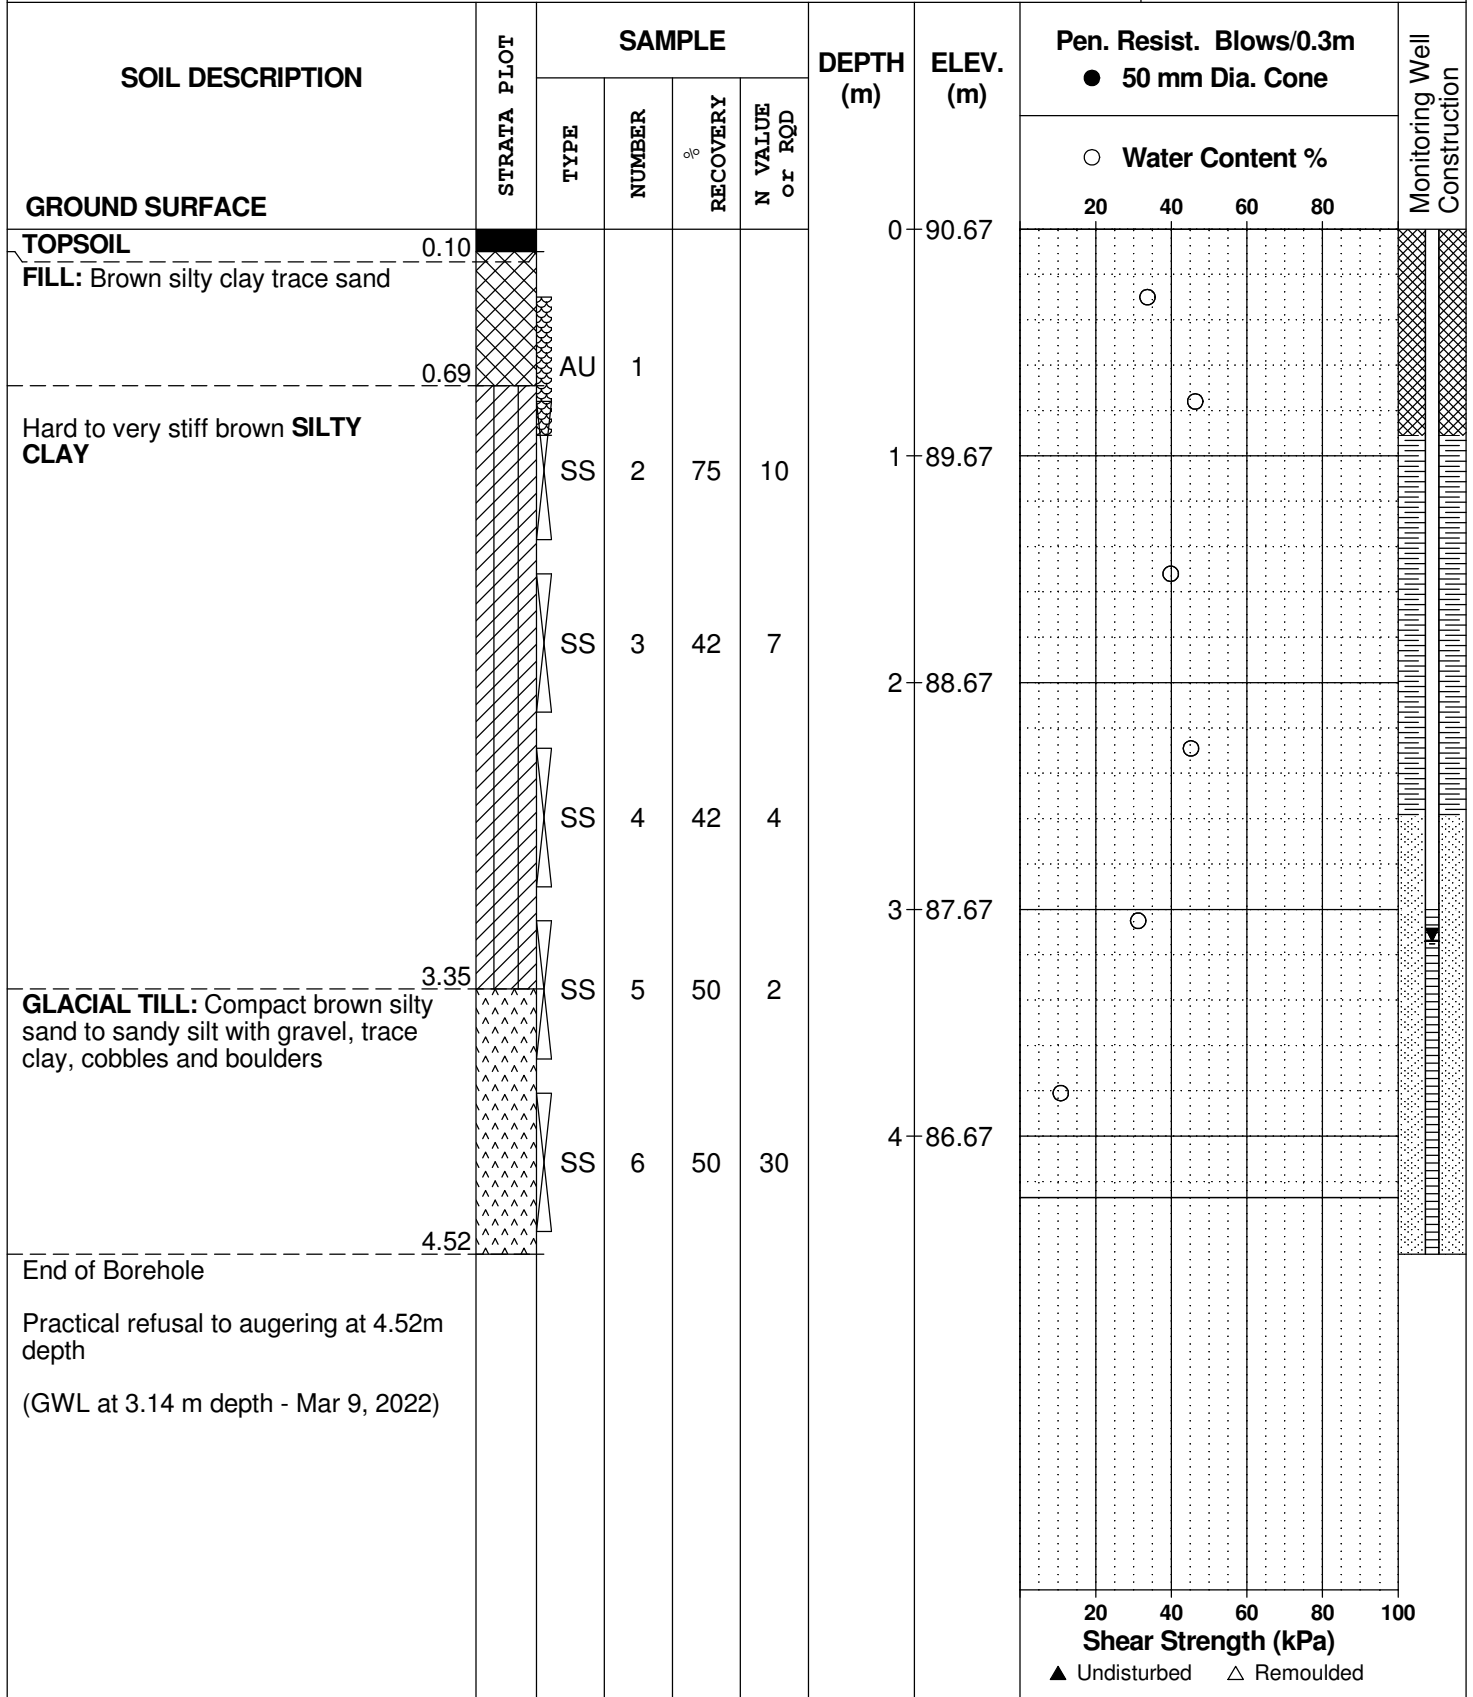 SOIL DESCRIPTION
GROUND SURFACE
STRATA PLOT
SAMPLE
TYPE
NUMBER
% RECOVERY
N VALUE or RQD
DEPTH (m)
ELEV. (m)
Pen. Resist. Blows/0.3m
● 50 mm Dia. Cone
○ Water Content %
20 40 60 80
Monitoring Well Construction
0 90.67
TOPSOIL 0.10
FILL: Brown silty clay trace sand
AU 1
0.69
Hard to very stiff brown SILTY
CLAY
1 89.67
SS 2 75 10
SS 3 42 7
2 88.67
SS 4 42 4
3 87.67
3.35
SS 5 50 2
GLACIAL TILL: Compact brown silty
sand to sandy silt with gravel, trace
clay, cobbles and boulders
4 86.67
SS 6 50 30
4.52
End of Borehole
Practical refusal to augering at 4.52m
depth
(GWL at 3.14 m depth - Mar 9, 2022)
20 40 60 80 100
Shear Strength (kPa)
▲ Undisturbed △ Remoulded